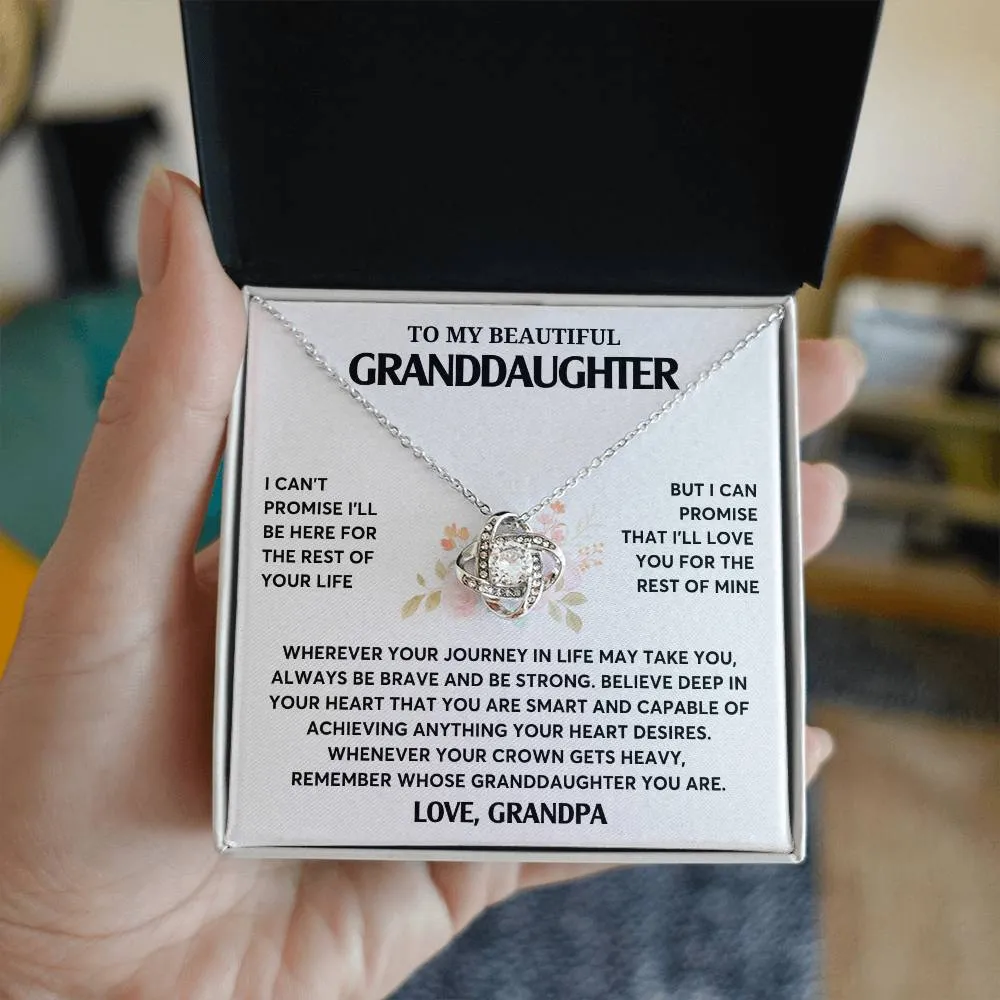 TO MY BEAUTIFUL
GRANDDAUGHTER
I CAN'T
PROMISE I'LL
BE HERE FOR
THE REST OF
YOUR LIFE
BUT I CAN
PROMISE
THAT I'LL LOVE
YOU FOR THE
REST OF MINE
WHEREVER YOUR JOURNEY IN LIFE MAY TAKE YOU,
ALWAYS BE BRAVE AND BE STRONG. BELIEVE DEEP IN
YOUR HEART THAT YOU ARE SMART AND CAPABLE OF
ACHIEVING ANYTHING YOUR HEART DESIRES.
WHENEVER YOUR CROWN GETS HEAVY,
REMEMBER WHOSE GRANDDAUGHTER YOU ARE.
LOVE, GRANDPA